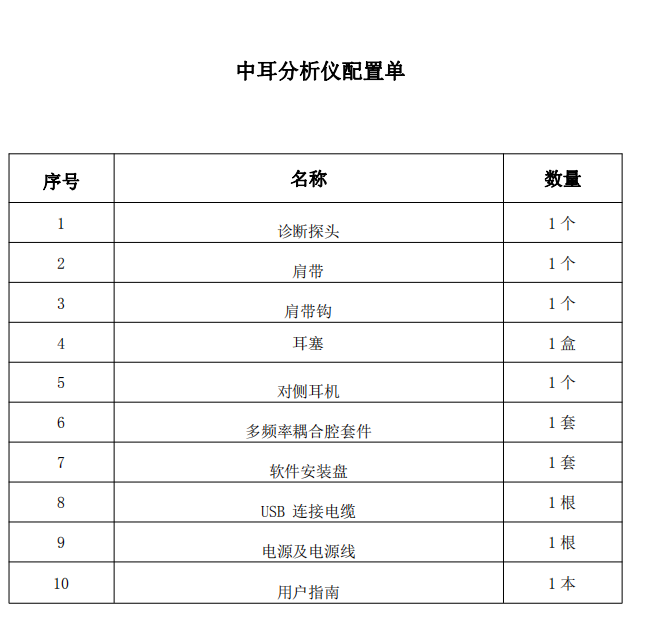 中耳分析仪配置单
序号 名称 数量
1 诊断探头 1 个
2 肩带 1 个
3 肩带钩 1 个
4 耳塞 1 盒
5 对侧耳机 1 个
6 多频率耦合腔套件 1 套
7 软件安装盘 1 套
8 USB 连接电缆 1 根
9 电源及电源线 1 根
10 用户指南 1 本